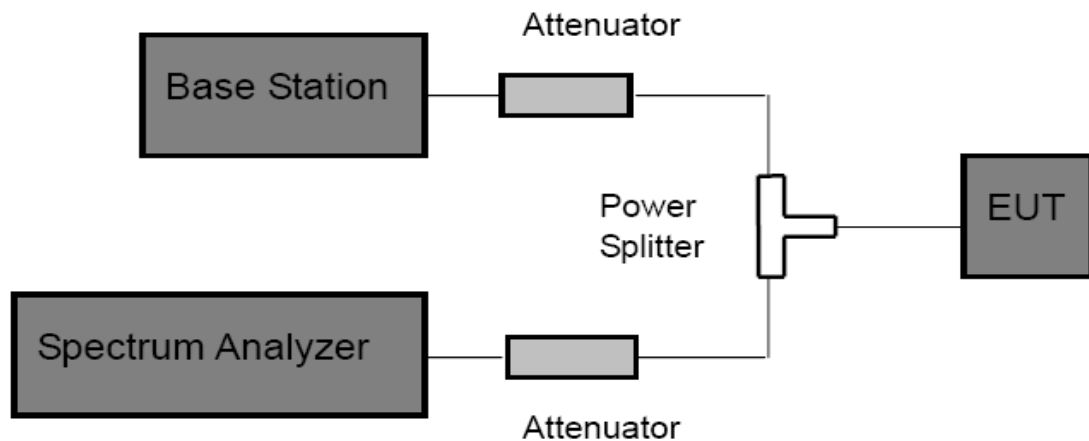 Attenuator
Base Station
Power
Splitter
EUT
Spectrum Analyzer
Attenuator